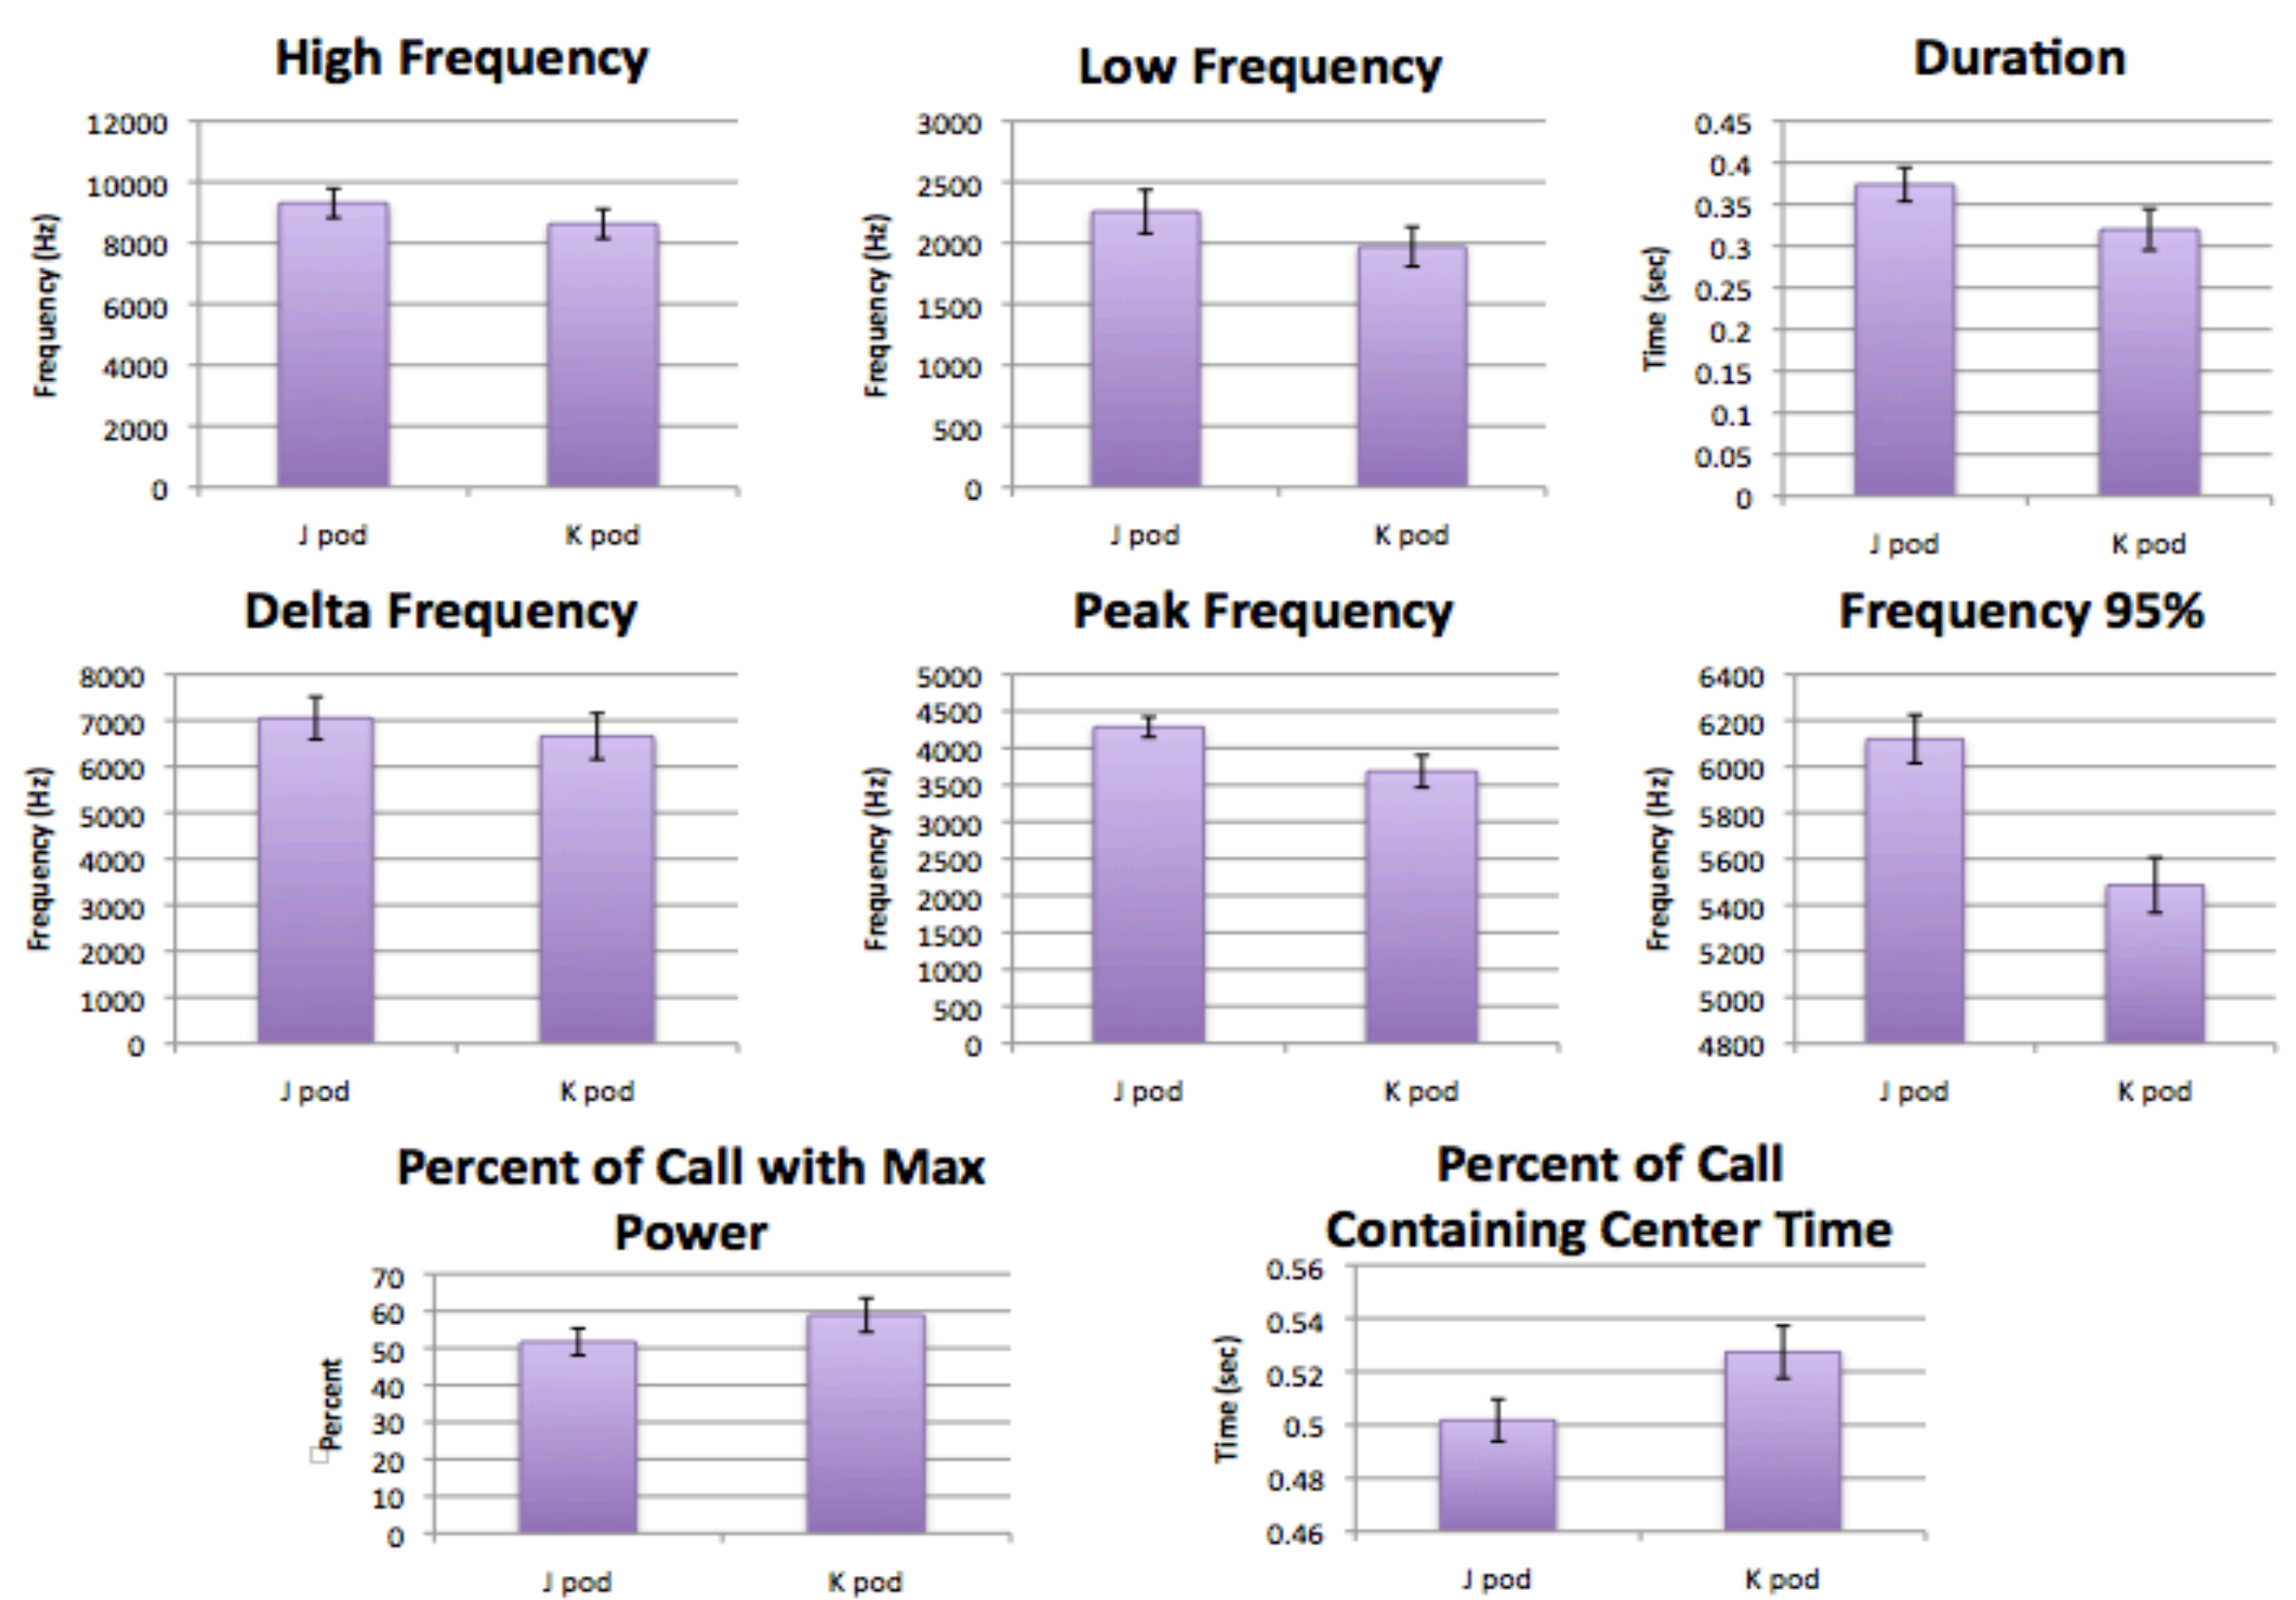 High Frequency
12000
10000
8000
6000
4000
2000
0
Frequency (Hz)
J pod
K pod
Low Frequency
3000
2500
2000
1500
1000
500
0
Frequency (Hz)
J pod
K pod
Duration
0.45
0.4
0.35
0.3
0.25
0.2
0.15
0.1
0.05
0
Time (sec)
J pod
K pod
Delta Frequency
8000
7000
6000
5000
4000
3000
2000
1000
0
Frequency (Hz)
J pod
K pod
Peak Frequency
5000
4500
4000
3500
3000
2500
2000
1500
1000
500
0
Frequency (Hz)
J pod
K pod
Frequency 95%
6400
6200
6000
5800
5600
5400
5200
5000
4800
Frequency (Hz)
J pod
K pod
Percent of Call with Max
Power
70
60
50
40
30
20
10
0
Percent
J pod
K pod
Percent of Call
Containing Center Time
0.56
0.54
0.52
0.5
0.48
0.46
Time (sec)
J pod
K pod